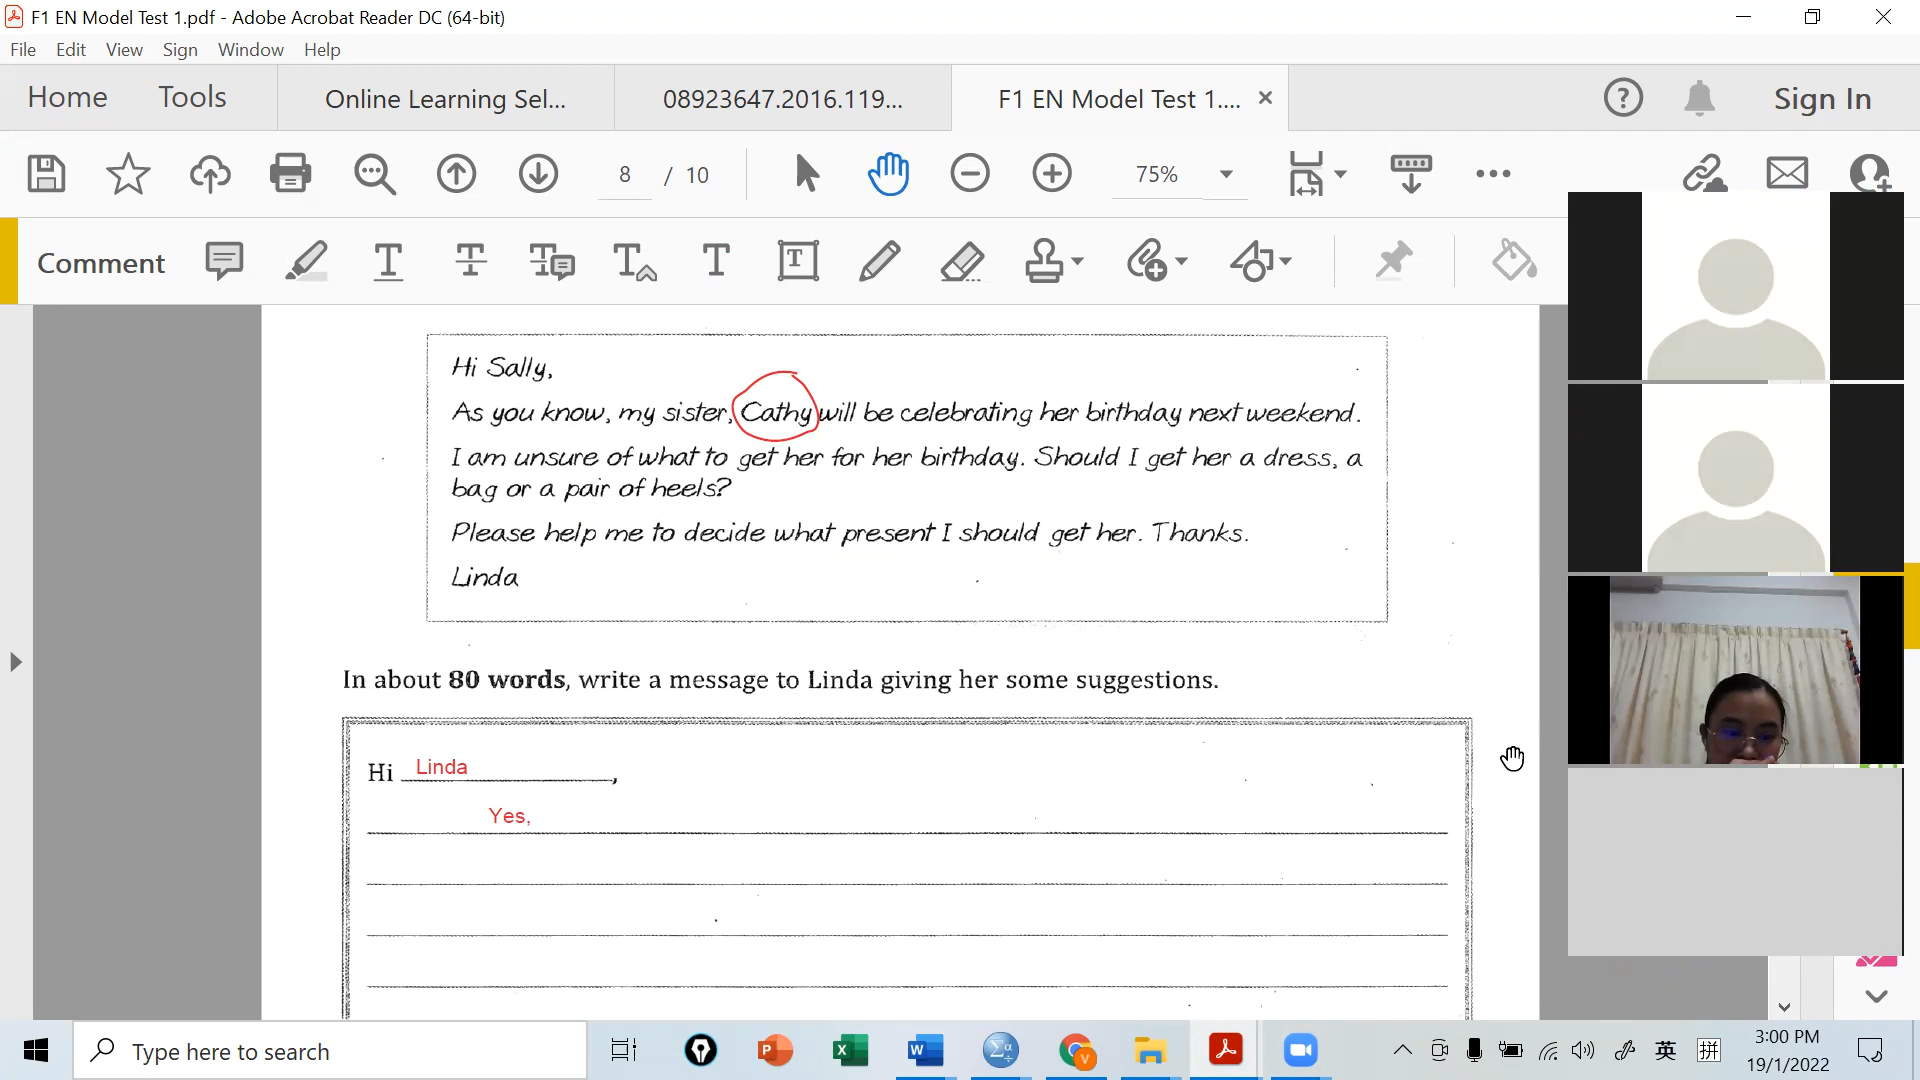 F1 EN Model Test 1.pdf - Adobe Acrobat Reader DC (64-bit)
File Edit View Sign Window Help
Home Tools Online Learning Sel... 08923647.2016.119... F1 EN Model Test 1.... Sign In
8 / 10 75%
Comment
Hi Sally,
As you know, my sister, Cathy will be celebrating her birthday next weekend.
I am unsure of what to get her for her birthday. Should I get her a dress, a
bag or a pair of heels?
Please help me to decide what present I should get her. Thanks.
Linda
In about 80 words, write a message to Linda giving her some suggestions.
Hi Linda,
Yes,
Type here to search
英 拼
3:00 PM
19/1/2022